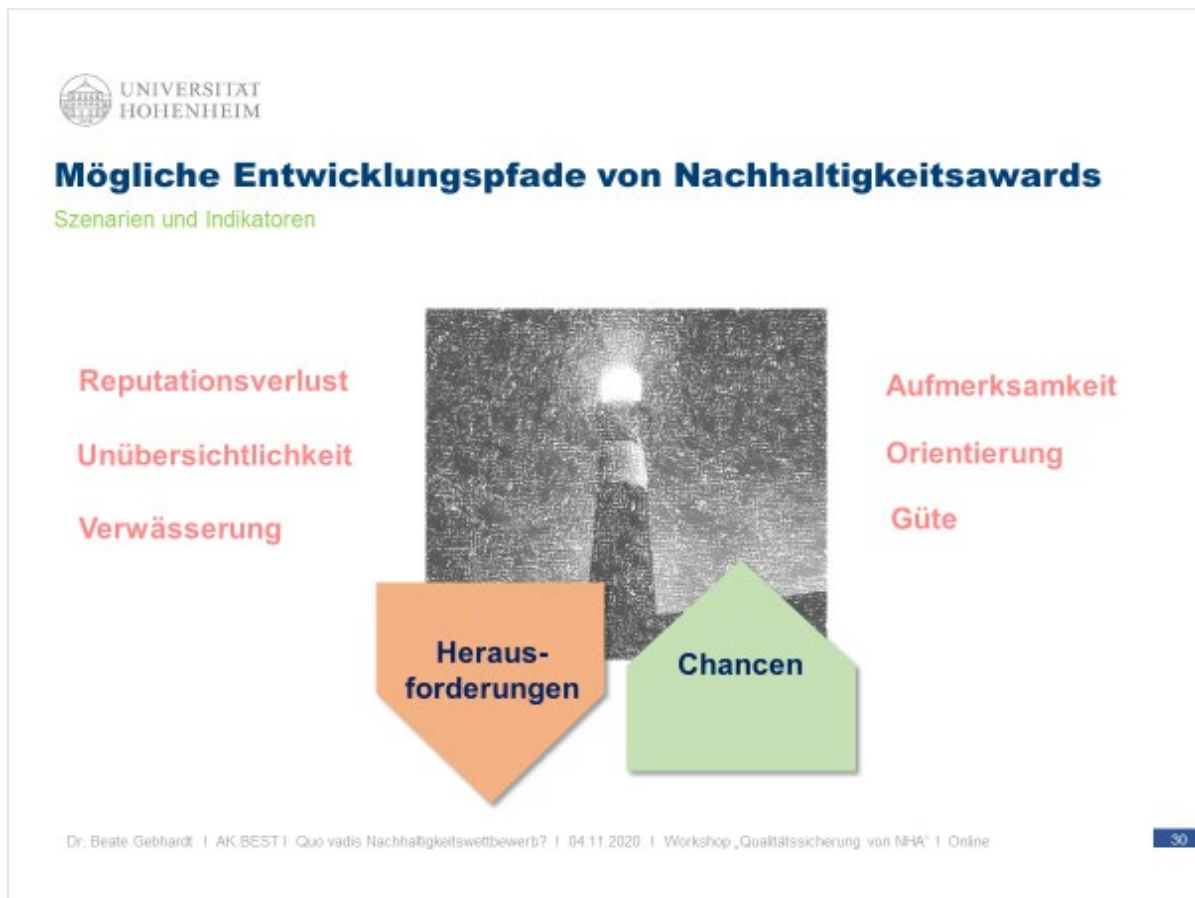 UNIVERSITÄT
HOHENHEIM
Mögliche Entwicklungspfade von Nachhaltigkeitsawards
Szenarien und Indikatoren
Reputationsverlust
Unübersichtlichkeit
Verwässerung
Aufmerksamkeit
Orientierung
Güte
Heraus-
forderungen
Chancen
Dr. Beate Gebhardt I AK BEST I Quo vadis Nachhaltigkeitswettbewerb? I 04.11.2020 I Workshop „Qualitätssicherung von NHA" I Online
30